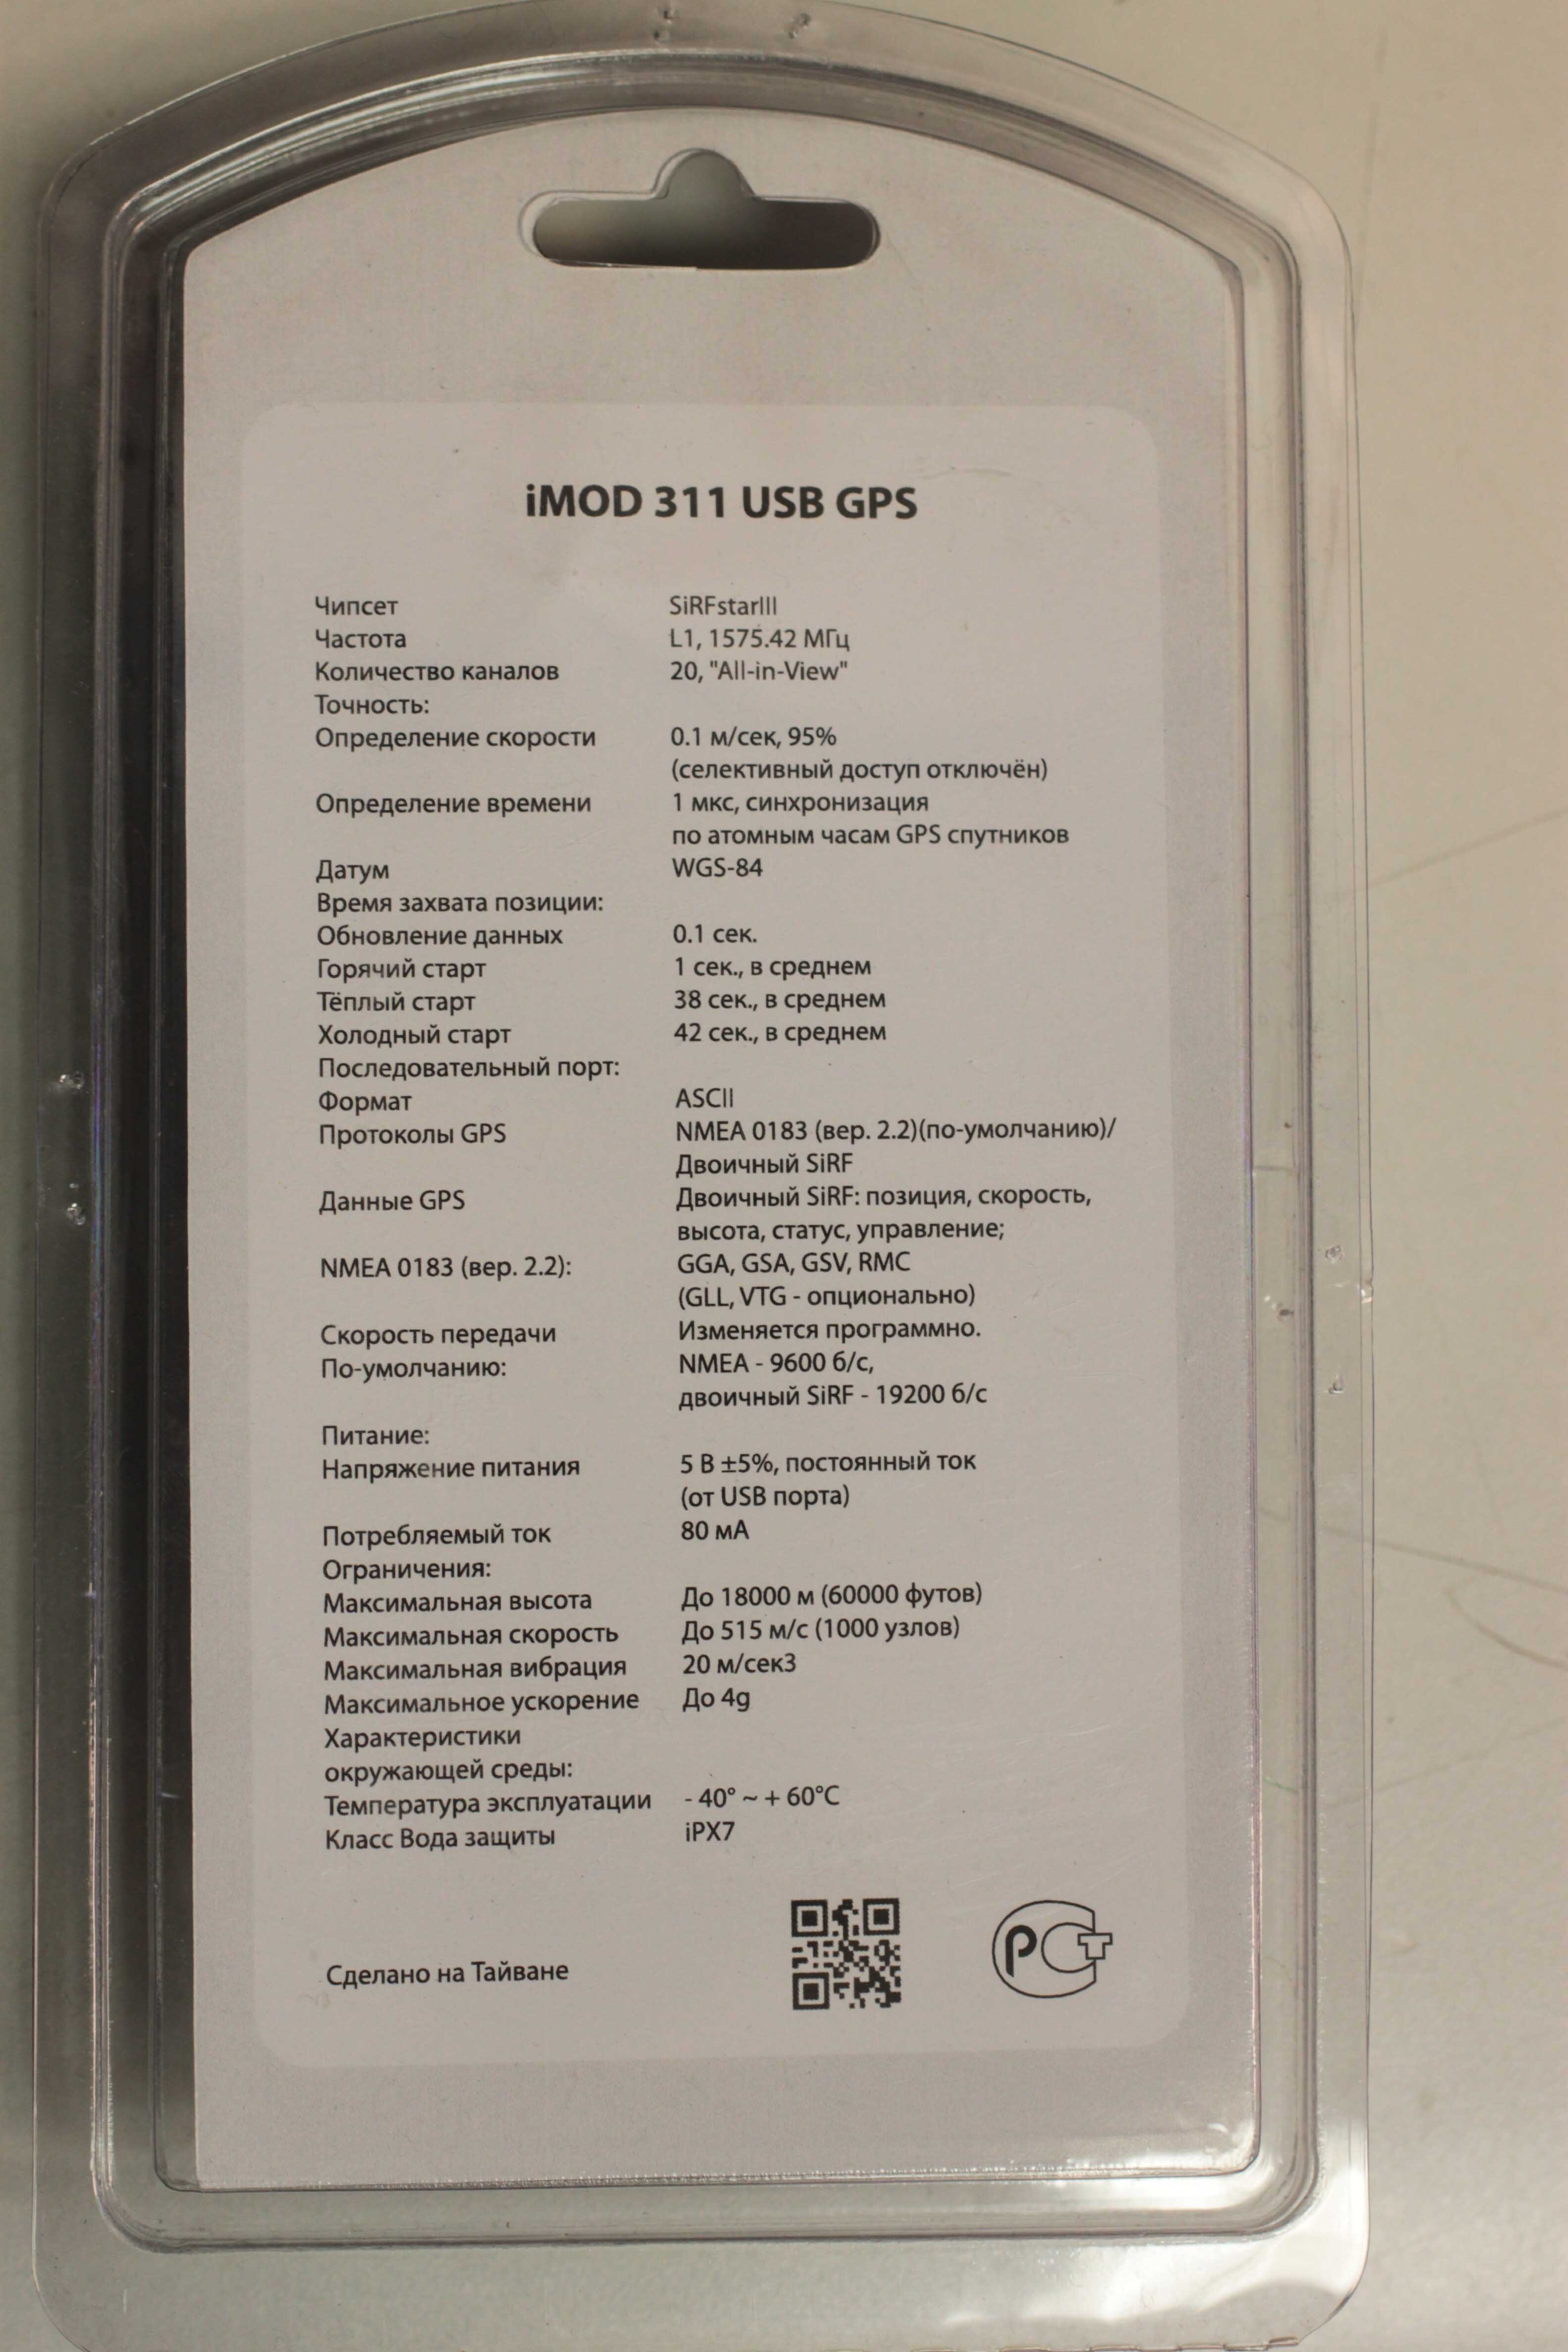 iMOD 311 USB GPS
Чипсет SiRFstarIII
Частота L1, 1575.42 МГц
Количество каналов 20, "All-in-View"
Точность:
Определение скорости 0.1 м/сек, 95%
(селективный доступ отключён)
Определение времени 1 мкс, синхронизация
по атомным часам GPS спутников
Датум WGS-84
Время захвата позиции:
Обновление данных 0.1 сек.
Горячий старт 1 сек., в среднем
Тёплый старт 38 сек., в среднем
Холодный старт 42 сек., в среднем
Последовательный порт:
Формат ASCII
Протоколы GPS NMEA 0183 (вер. 2.2)(по-умолчанию)/
Двоичный SiRF
Данные GPS Двоичный SiRF: позиция, скорость,
высота, статус, управление;
NMEA 0183 (вер. 2.2): GGA, GSA, GSV, RMC
(GLL, VTG - опционально)
Скорость передачи Изменяется программно.
По-умолчанию: NMEA - 9600 б/с,
двоичный SiRF - 19200 б/с
Питание:
Напряжение питания 5 В ±5%, постоянный ток
(от USB порта)
Потребляемый ток 80 мА
Ограничения:
Максимальная высота До 18000 м (60000 футов)
Максимальная скорость До 515 м/с (1000 узлов)
Максимальная вибрация 20 м/сек3
Максимальное ускорение До 4g
Характеристики
окружающей среды:
Температура эксплуатации - 40° ~ + 60°C
Класс Вода защиты iPX7
Сделано на Тайване
РСТ